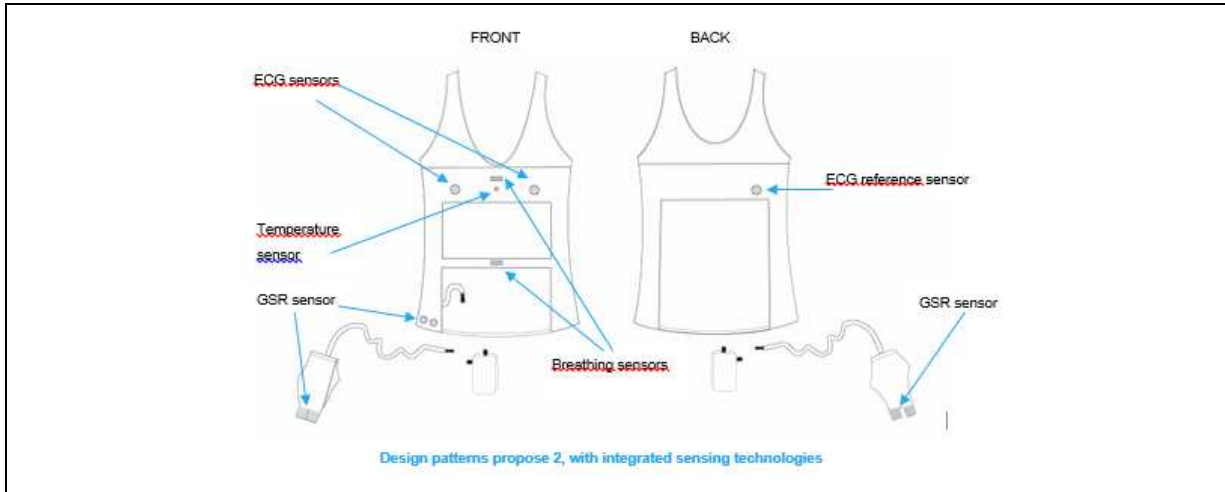 FRONT
BACK
ECG sensors
ECG reference sensor
Temperature
sensor
GSR sensor
GSR sensor
Breathing sensors
Design patterns propose 2, with integrated sensing technologies